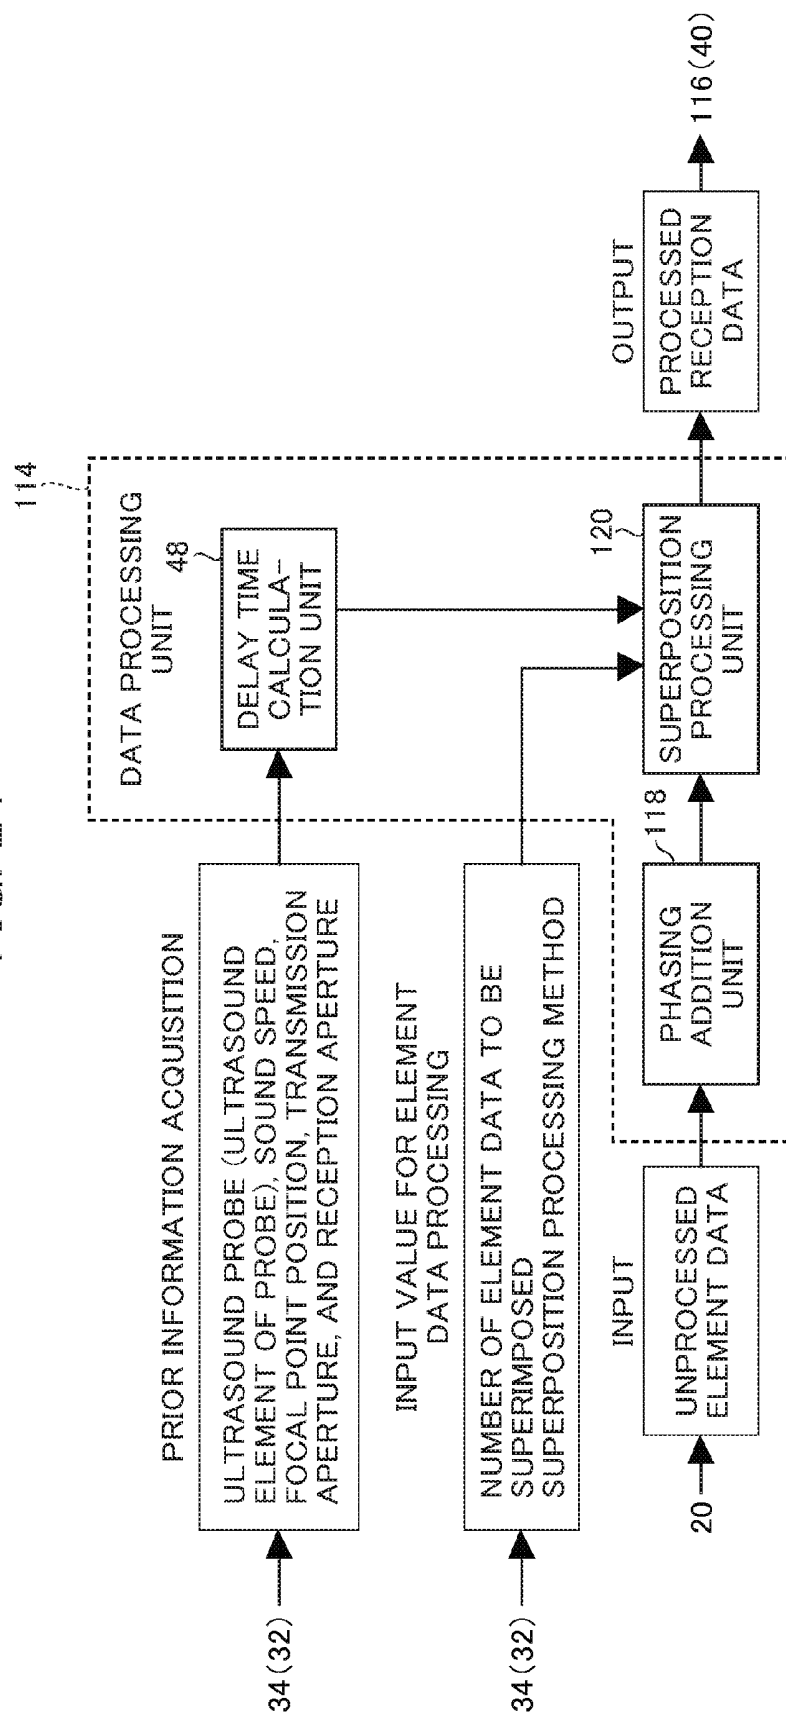 114
DATA PROCESSING
UNIT
PRIOR INFORMATION ACQUISITION
34(32)
ULTRASOUND PROBE (ULTRASOUND
ELEMENT OF PROBE), SOUND SPEED,
FOCAL POINT POSITION, TRANSMISSION
APERTURE, AND RECEPTION APERTURE
48
DELAY TIME
CALCULA-
TION UNIT
INPUT VALUE FOR ELEMENT
DATA PROCESSING
34(32)
NUMBER OF ELEMENT DATA TO BE
SUPERIMPOSED
SUPERPOSITION PROCESSING METHOD
INPUT
20
UNPROCESSED
ELEMENT DATA
118
PHASING
ADDITION
UNIT
120
SUPERPOSITION
PROCESSING
UNIT
OUTPUT
PROCESSED
RECEPTION
DATA
116(40)